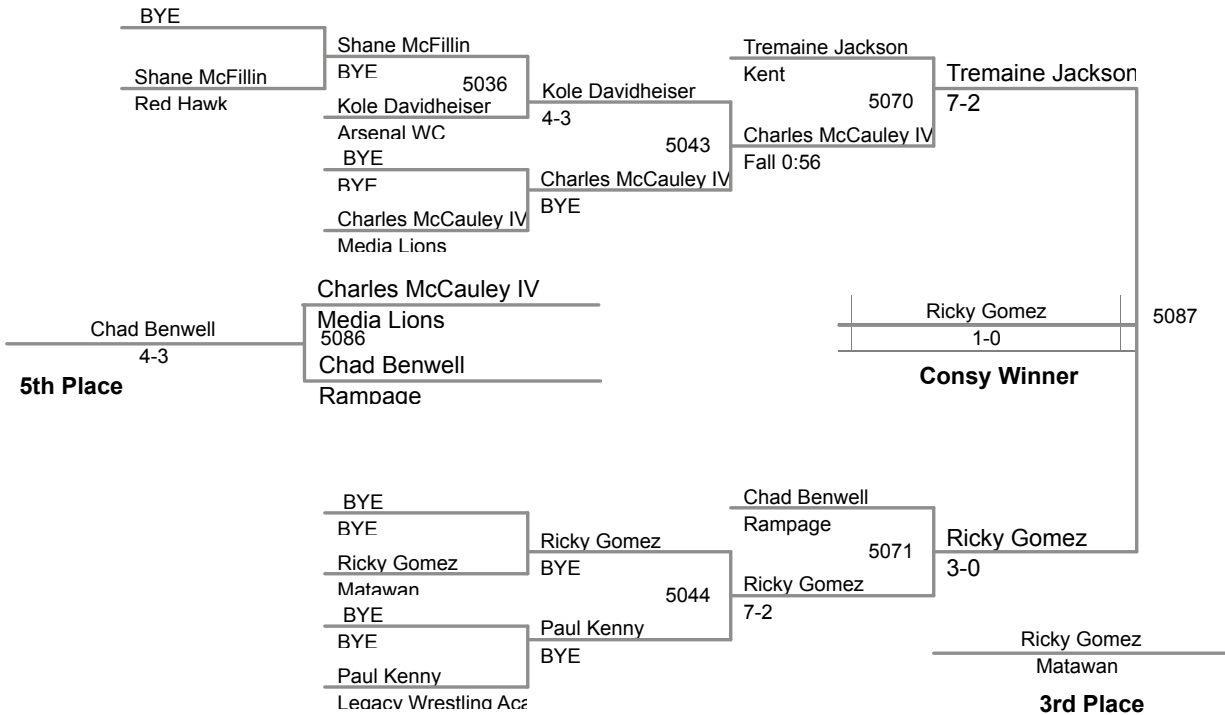 BYE
Shane McFillin
Red Hawk
Shane McFillin
BYE
5036
Kole Davidheiser
Arsenal WC
BYE
BYE
Charles McCauley IV
Media Lions
Kole Davidheiser
4-3
5043
Charles McCauley IV
BYE
Tremaine Jackson
Kent
5070
Charles McCauley IV
Fall 0:56
Tremaine Jackson
7-2
Chad Benwell
4-3
5th Place
Charles McCauley IV
Media Lions
5086
Chad Benwell
Rampage
Ricky Gomez
1-0
Consy Winner
5087
BYE
BYE
Ricky Gomez
Matawan
BYE
BYE
Paul Kenny
Legacy Wrestling Aca
Ricky Gomez
BYE
5044
Paul Kenny
BYE
Chad Benwell
Rampage
5071
Ricky Gomez
7-2
Ricky Gomez
3-0
Ricky Gomez
Matawan
3rd Place